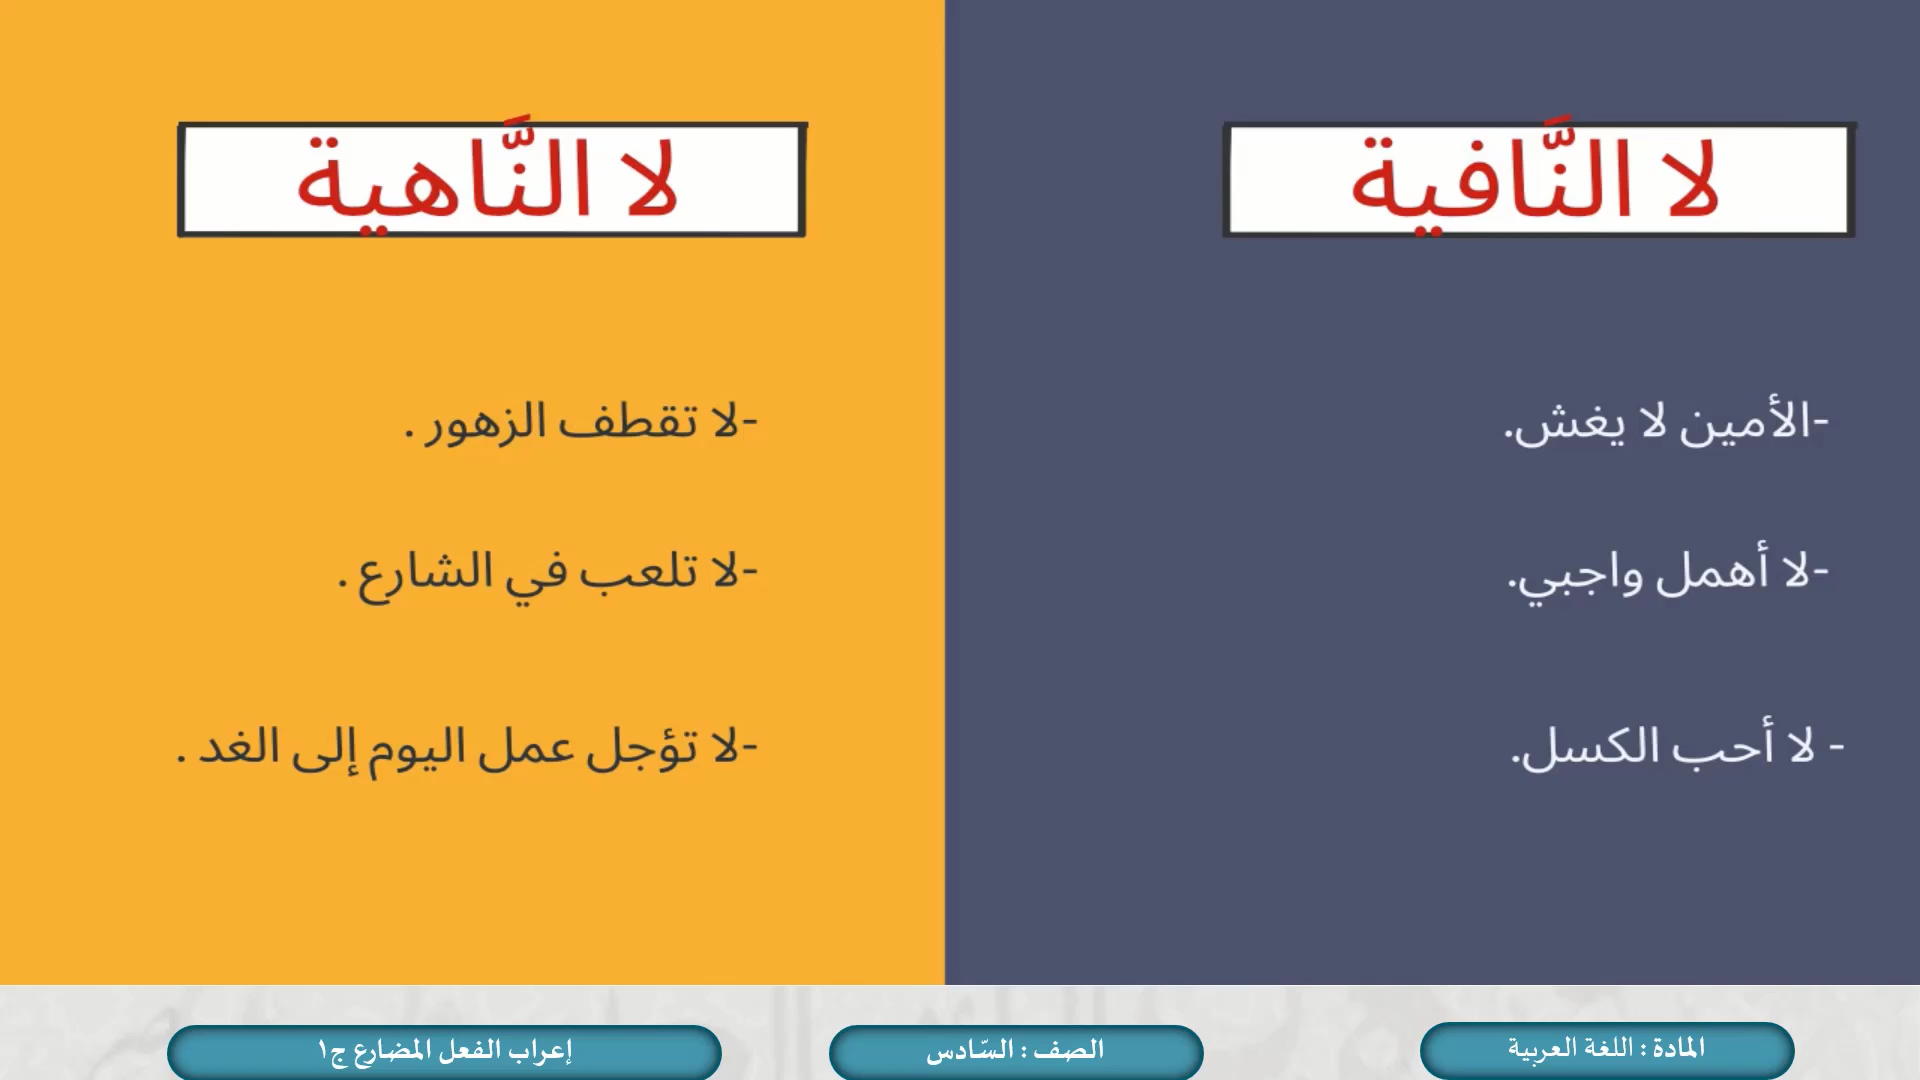 لا النَّافية
-الأمين لا يغش.
-لا أهمل واجبي.
- لا أحب الكسل.
لا النَّاهية
-لا تقطف الزهور .
-لا تلعب في الشارع .
-لا تؤجل عمل اليوم إلى الغد .
المادة : اللغة العربية
الصف : السّادس
إعراب الفعل المضارع ج١